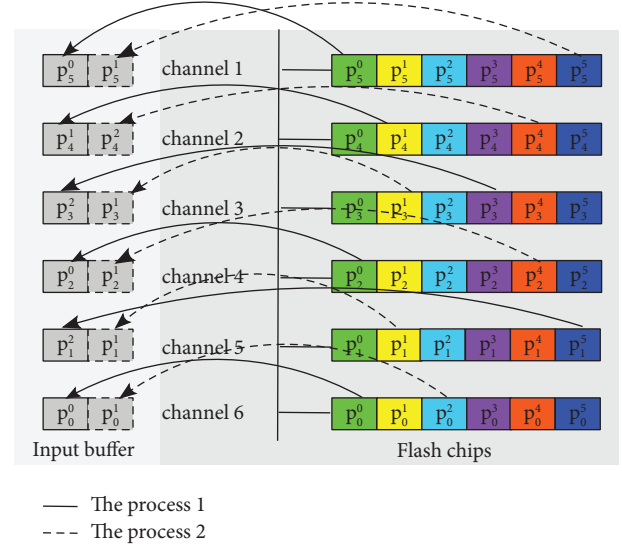 p₅⁰ p₅¹ channel 1 p₅⁰ p₅¹ p₅² p₅³ p₅⁴ p₅⁵
p₄¹ p₄² channel 2 p₄⁰ p₄¹ p₄² p₄³ p₄⁴ p₄⁵
p₃² p₃¹ channel 3 p₃⁰ p₃¹ p₃² p₃³ p₃⁴ p₃⁵
p₂⁰ p₂¹ channel 4 p₂⁰ p₂¹ p₂² p₂³ p₂⁴ p₂⁵
p₁² p₁¹ channel 5 p₁⁰ p₁¹ p₁² p₁³ p₁⁴ p₁⁵
p₀⁰ p₀¹ channel 6 p₀⁰ p₀¹ p₀² p₀³ p₀⁴ p₀⁵
Input buffer Flash chips
The process 1
The process 2